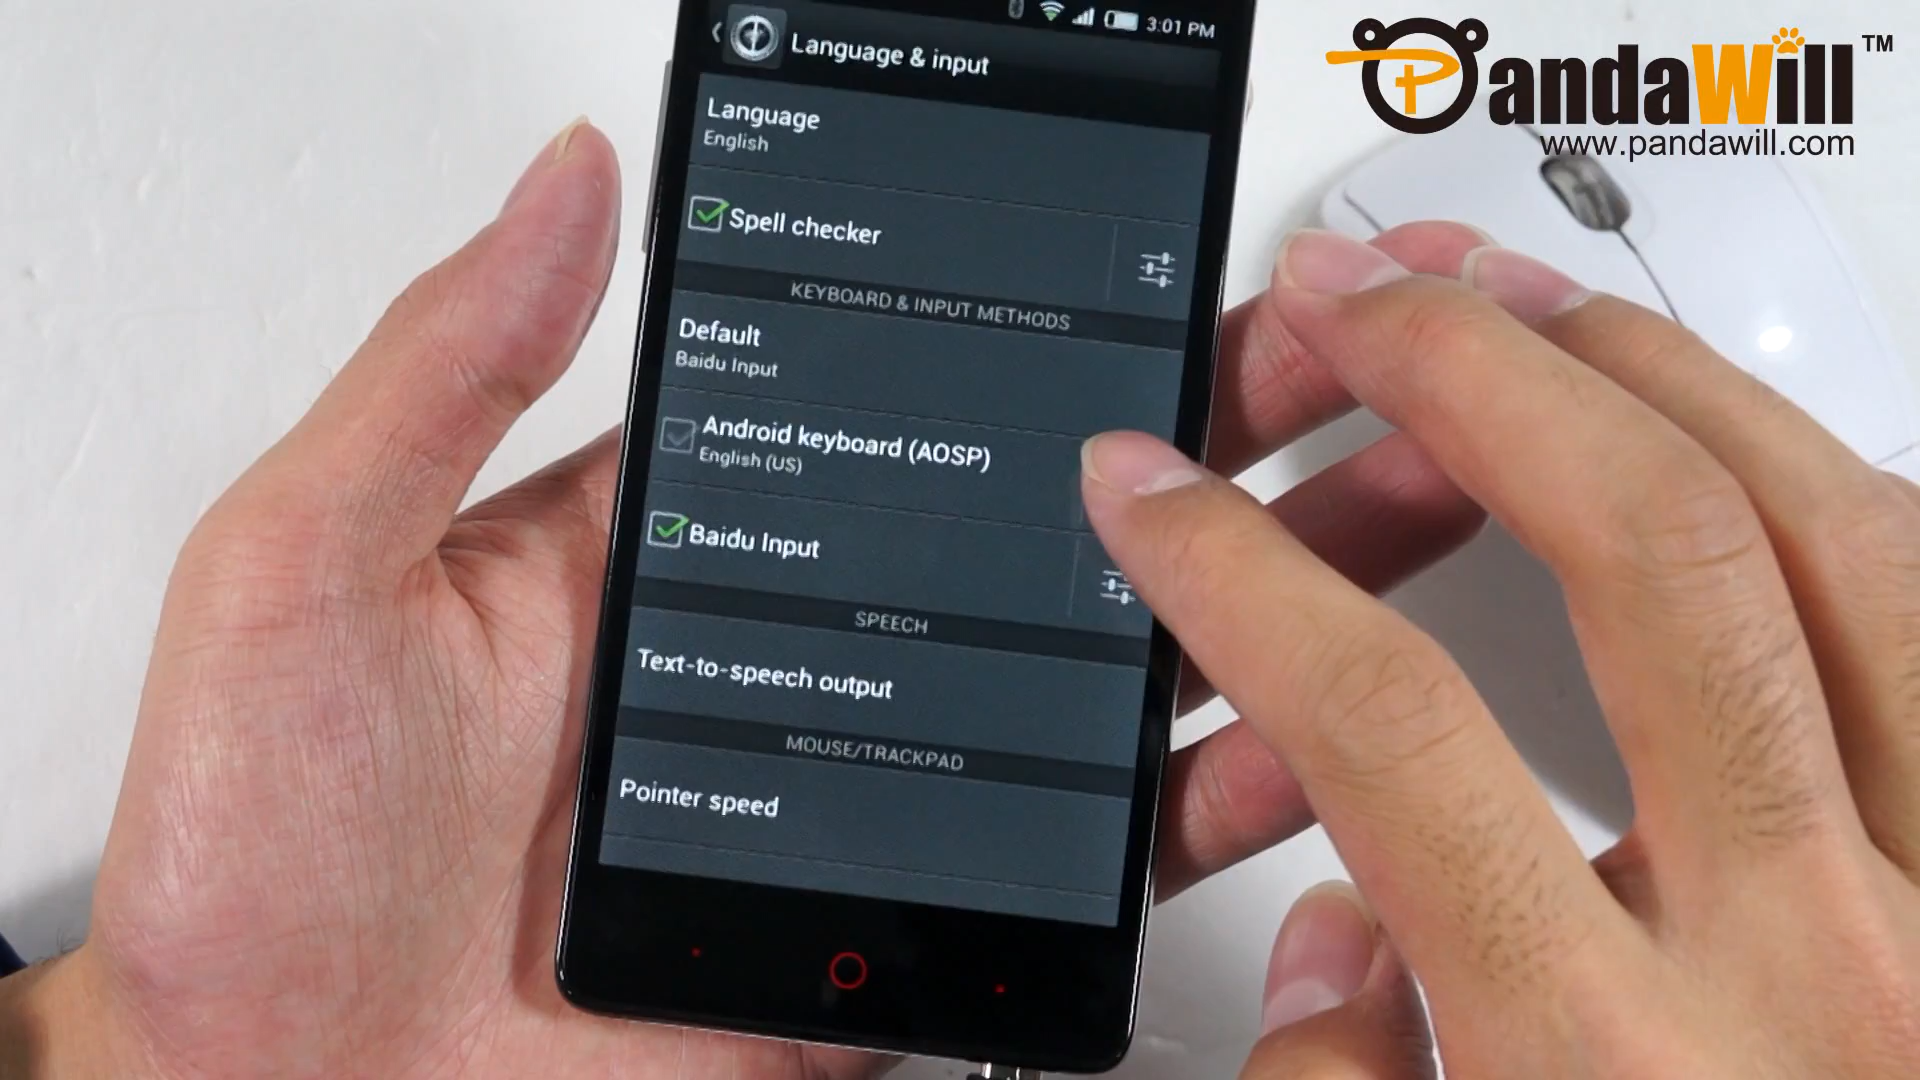 3:01 PM
Language & input
Language
English
Spell checker
KEYBOARD & INPUT METHODS
Default
Baidu Input
Android keyboard (AOSP)
English (US)
Baidu Input
SPEECH
Text-to-speech output
MOUSE/TRACKPAD
Pointer speed
PandaWill™
www.pandawill.com